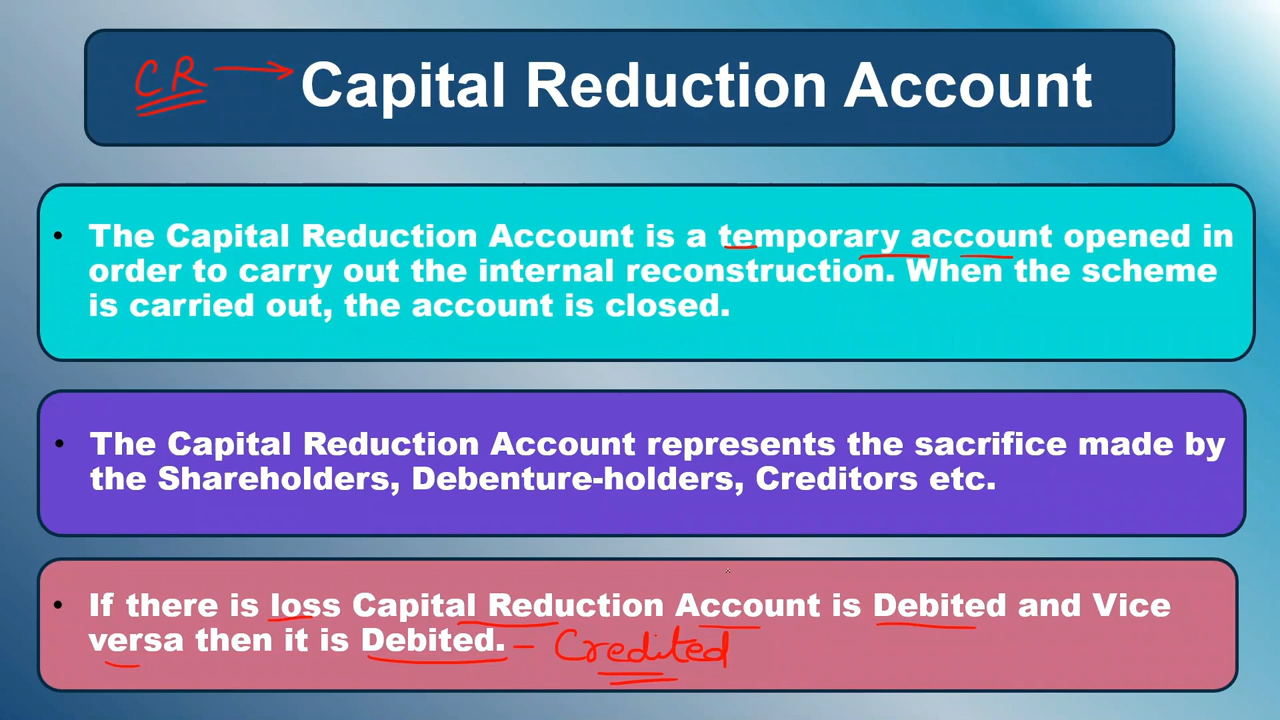 CR → Capital Reduction Account
• The Capital Reduction Account is a temporary account opened in
order to carry out the internal reconstruction. When the scheme
is carried out, the account is closed.
• The Capital Reduction Account represents the sacrifice made by
the Shareholders, Debenture-holders, Creditors etc.
• If there is loss Capital Reduction Account is Debited and Vice
versa then it is Debited. – Credited